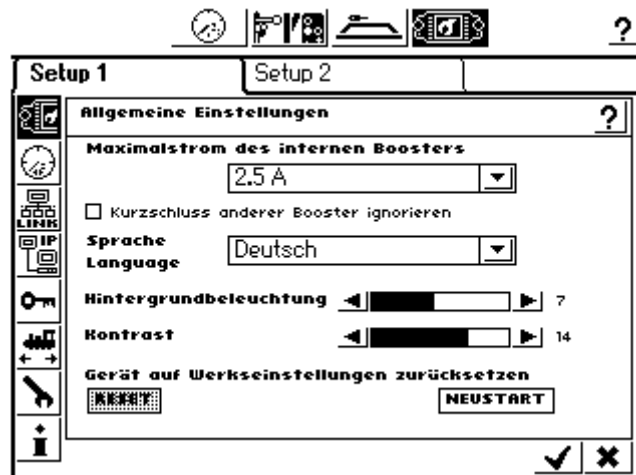 ?
Setup 1 Setup 2
Allgemeine Einstellungen ?
Maximalstrom des internen Boosters
2.5 A
Kurzschluss anderer Booster ignorieren
LINK
IP
Sprache
Language
Deutsch
Hintergrundbeleuchtung 7
Kontrast 14
Gerät auf Werkseinstellungen zurücksetzen
RESET NEUSTART
i